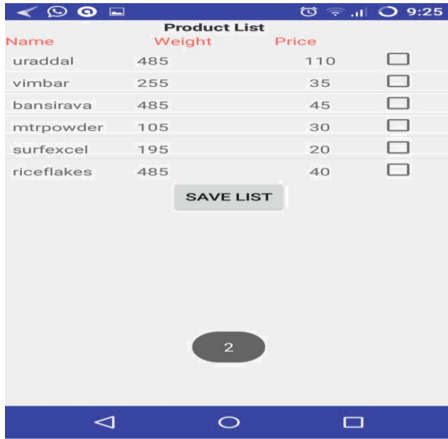 9:25
Product List
Name Weight Price
uraddal 485 110
vimbar 255 35
bansirava 485 45
mtrpowder 105 30
surfexcel 195 20
riceflakes 485 40
SAVE LIST
2